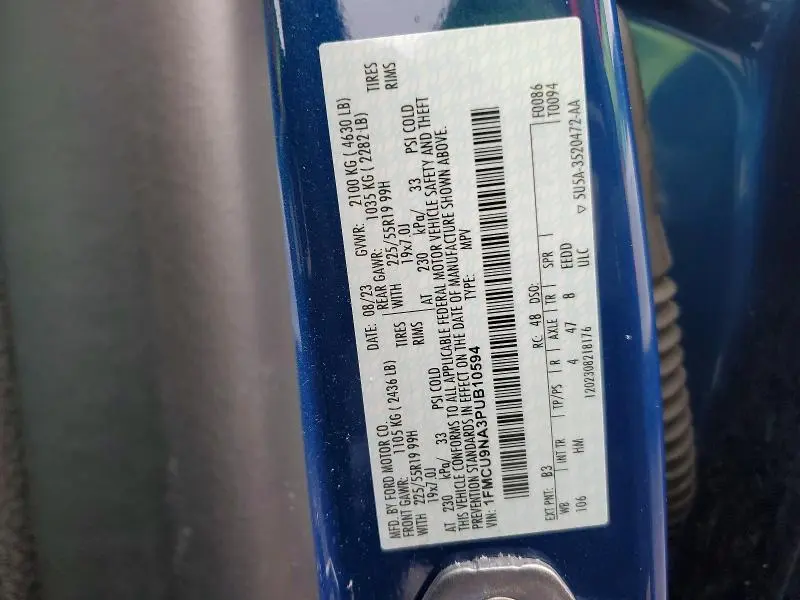 MFD. BY FORD MOTOR CO.
DATE: 08/23 GVWR: 2100 KG ( 4630 LB)
FRONT GAWR: 1105 KG ( 2436 LB) REAR GAWR: 1035 KG ( 2282 LB)
WITH 225/55R19 99H TIRES WITH 225/55R19 99H TIRES
19x7.0J RIMS 19x7.0J RIMS
AT 230 kPa/ 33 PSI COLD AT 230 kPa/ 33 PSI COLD
THIS VEHICLE CONFORMS TO ALL APPLICABLE FEDERAL MOTOR VEHICLE SAFETY AND THEFT
PREVENTION STANDARDS IN EFFECT ON THE DATE OF MANUFACTURE SHOWN ABOVE.
VIN: 1FMCU9NA3PUB10594 TYPE: MPV
F0086
T0094
EXT PNT: B3 RC: 48 DSO:
WB INT TR TP/PS R AXLE TR SPR
106 HM 4 47 8 EEDD
1202308218176 ULC
▽ 5U5A-3520472-AA